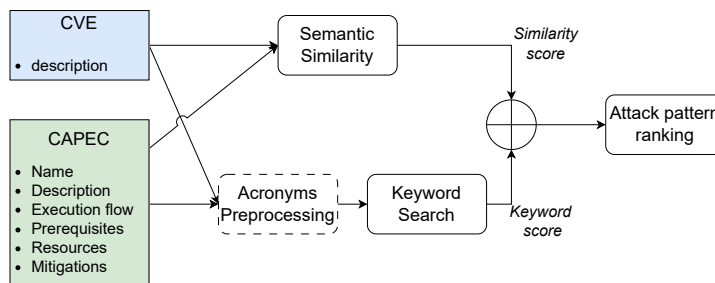 CVE
• description
CAPEC
• Name
• Description
• Execution flow
• Prerequisites
• Resources
• Mitigations
Semantic
Similarity
Acronyms
Preprocessing
Keyword
Search
Similarity
score
Keyword
score
Attack pattern
ranking